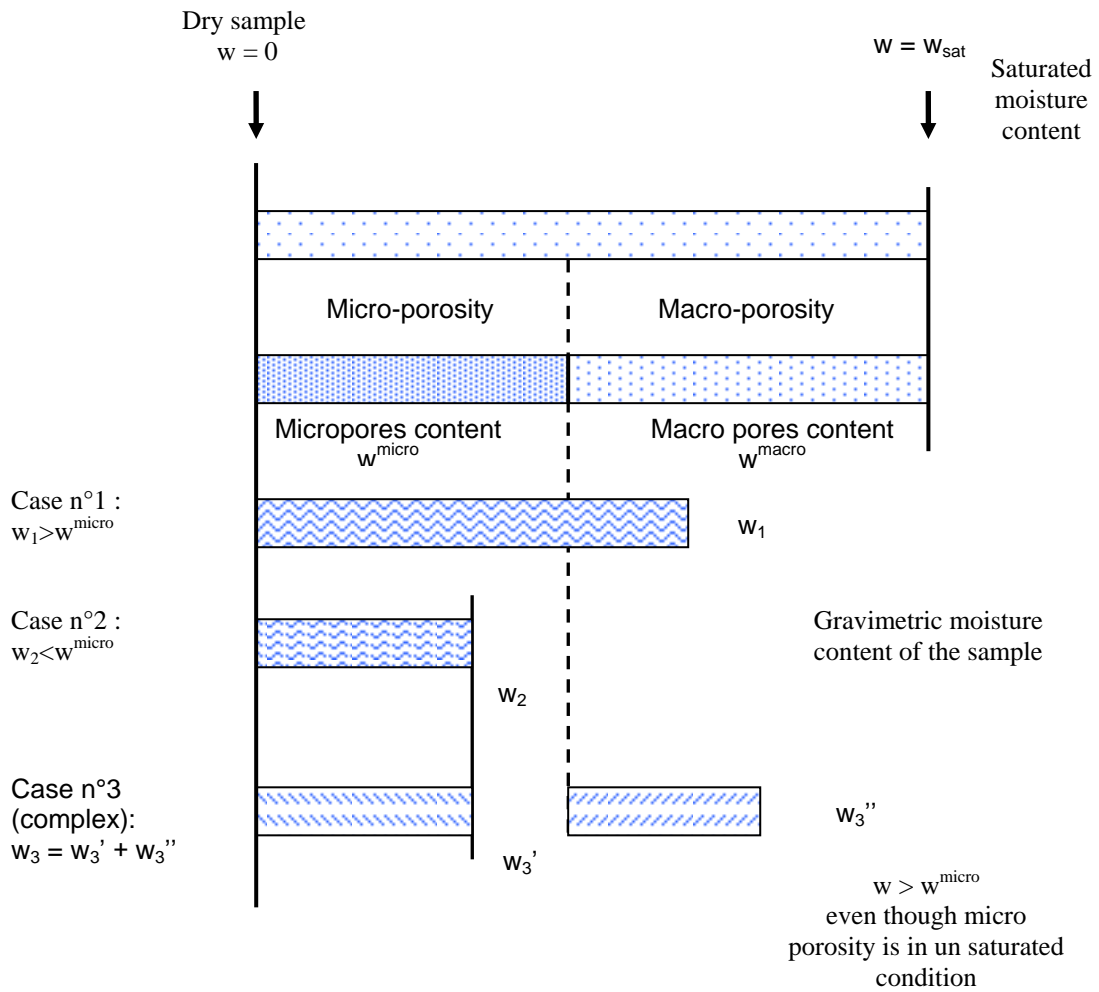 Dry sample
w = 0
w = w_sat
Saturated
moisture
content
Micro-porosity
Macro-porosity
Micropores content
w^micro
Macro pores content
w^macro
Case n°1 :
w₁>w^micro
w₁
Case n°2 :
w₂<w^micro
Gravimetric moisture
content of the sample
w₂
Case n°3
(complex):
w₃ = w₃' + w₃''
w₃''
w₃'
w > w^micro
even though micro
porosity is in un saturated
condition